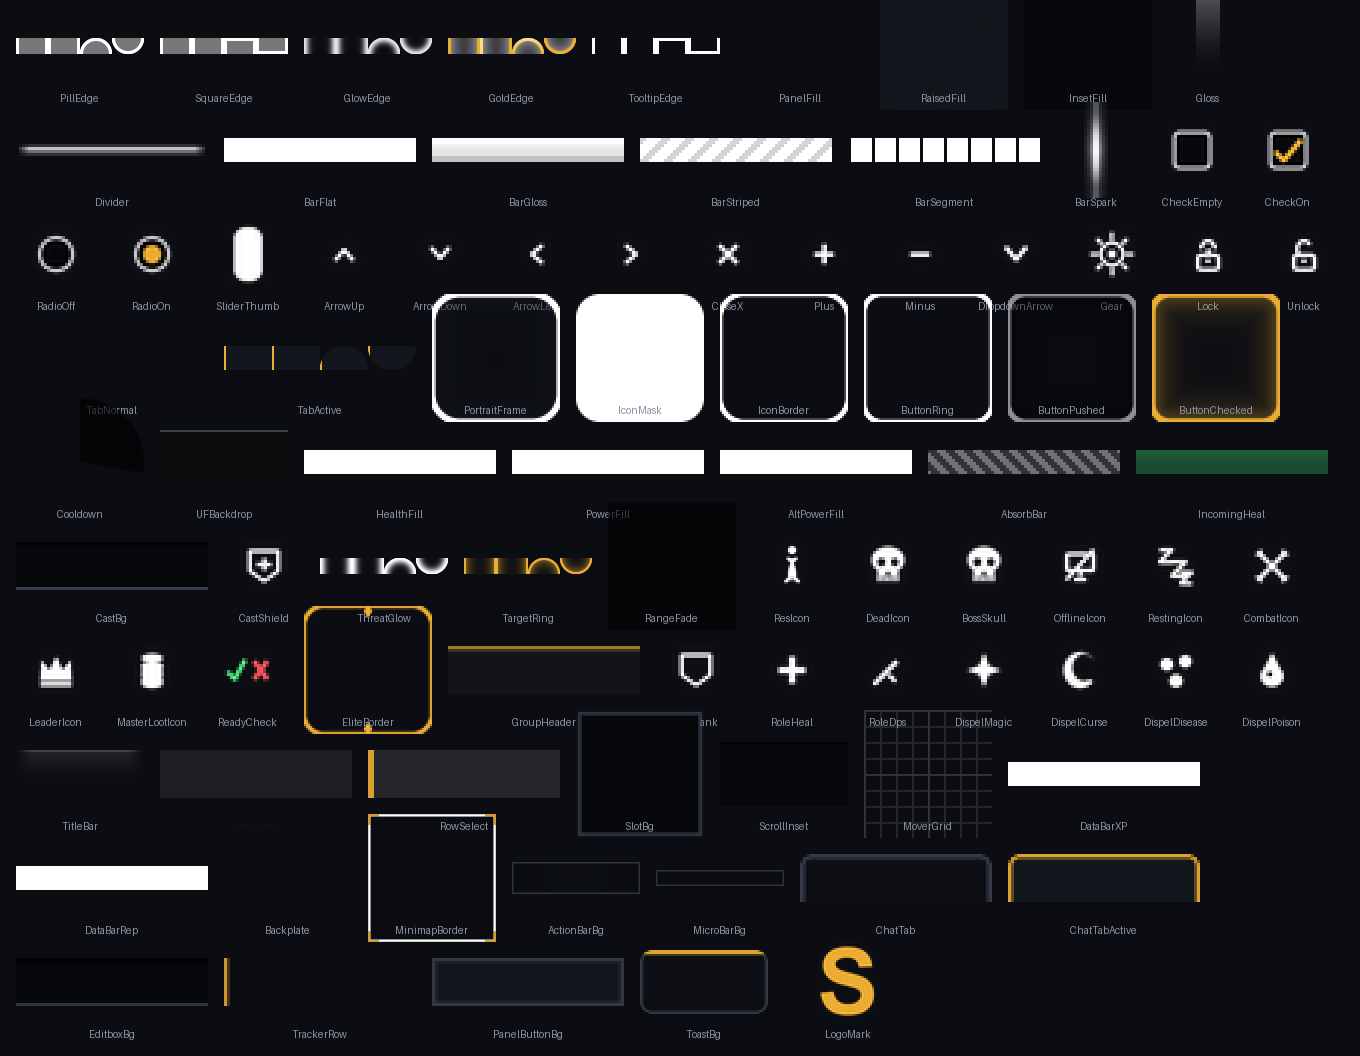 PillEdge SquareEdge GlowEdge GoldEdge TooltipEdge PanelFill RaisedFill InsetFill Gloss
Divider BarFlat BarGloss BarStriped BarSegment BarSpark CheckEmpty CheckOn
RadioOff RadioOn SliderThumb ArrowUp ArrowDown Plus Minus DropdownArrow Gear Lock Unlock
TabNormal TabActive PortraitFrame IconMask IconBorder ButtonRing ButtonPushed ButtonChecked
Cooldown UFBackdrop HealthFill PowerFill AltPowerFill AbsorbBar IncomingHeal
CastBg CastShield ThreatGlow TargetRing RangeFade ResIcon DeadIcon BossSkull OfflineIcon RestingIcon CombatIcon
LeaderIcon MasterLootIcon ReadyCheck EliteBorder GroupHeader RoleHeal RoleDps DispelMagic DispelCurse DispelDisease DispelPoison
TitleBar RowSelect SlotBg ScrollInset MoverGrid DataBarXP
DataBarRep Backplate MinimapBorder ActionBarBg MicroBarBg ChatTab ChatTabActive
EditboxBg TrackerRow PanelButtonBg ToastBg LogoMark
S